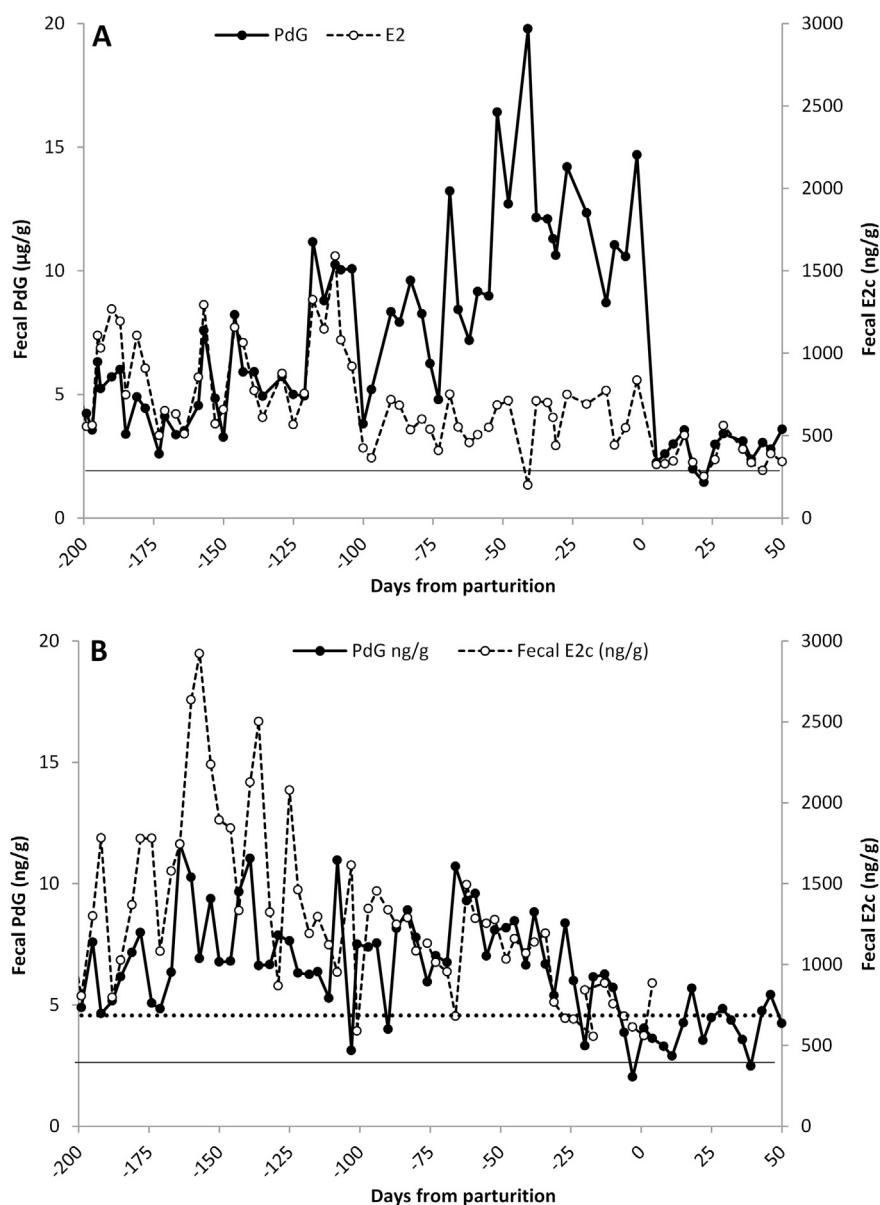 A
PdG E2
20 3000
2500
15
2000
10 1500
1000
5
500
0 0
Fecal PdG (µg/g)
Fecal E2c (ng/g)
-200 -175 -150 -125 -100 -75 -50 -25 0 25 50
Days from parturition
B
PdG ng/g Fecal E2c (ng/g)
20 3000
2500
15
2000
10 1500
1000
5
500
0 0
Fecal PdG (ng/g)
Fecal E2c (ng/g)
-200 -175 -150 -125 -100 -75 -50 -25 0 25 50
Days from parturition